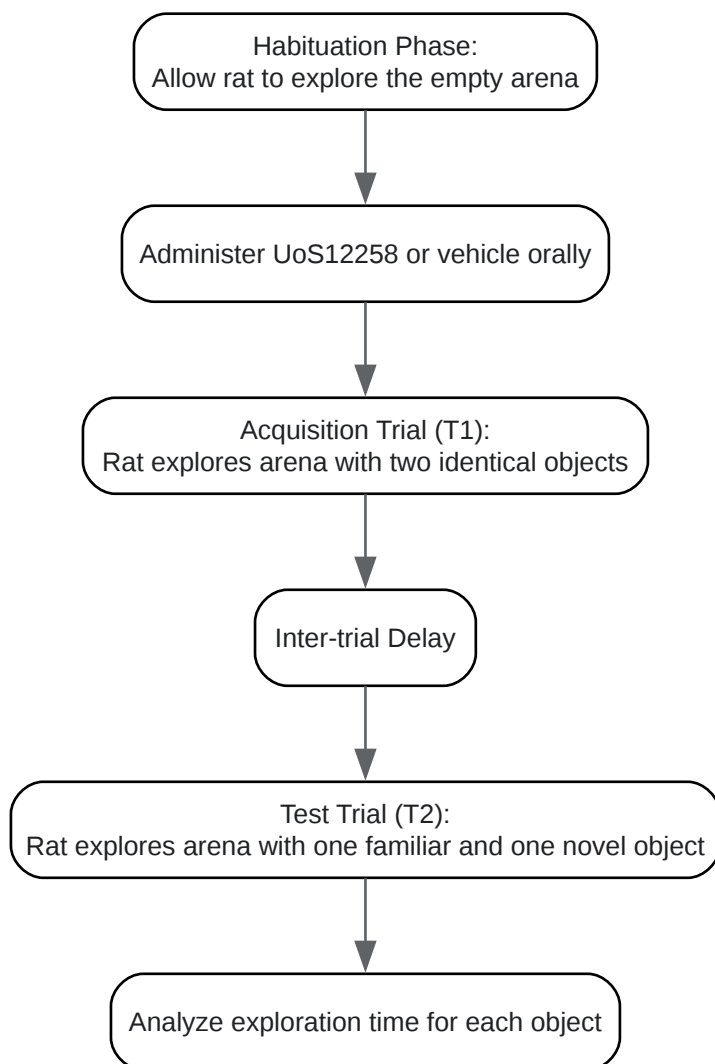 Habituation Phase:
Allow rat to explore the empty arena
Administer UoS12258 or vehicle orally
Acquisition Trial (T1):
Rat explores arena with two identical objects
Inter-trial Delay
Test Trial (T2):
Rat explores arena with one familiar and one novel object
Analyze exploration time for each object